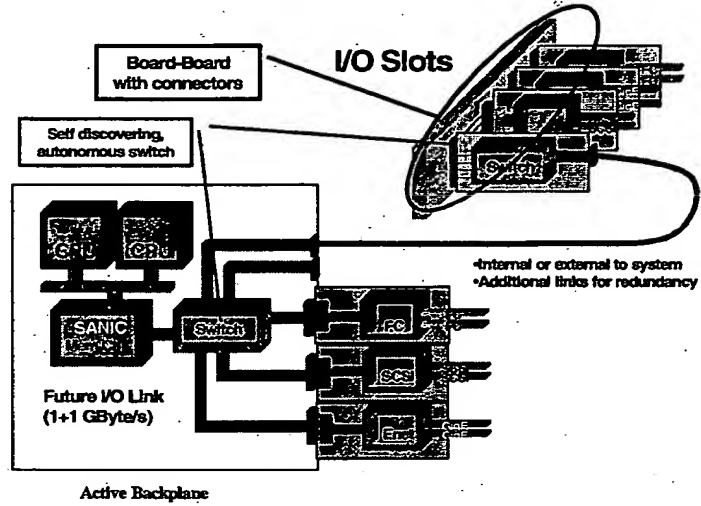 Board-Board
with connectors
I/O Slots
Self discovering,
autonomous switch
Switch
CPU
CPU
•Internal or external to system
•Additional links for redundancy
SANIC
Switch
FC
SCSI
Future I/O Link
(1+1 GByte/s)
Enet
Active Backplane